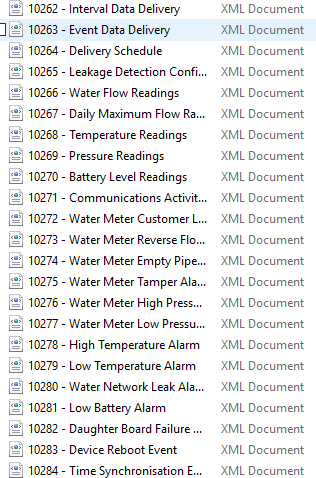 10262 - Interval Data Delivery XML Document
10263 - Event Data Delivery XML Document
10264 - Delivery Schedule XML Document
10265 - Leakage Detection Confi... XML Document
10266 - Water Flow Readings XML Document
10267 - Daily Maximum Flow Ra... XML Document
10268 - Temperature Readings XML Document
10269 - Pressure Readings XML Document
10270 - Battery Level Readings XML Document
10271 - Communications Activit... XML Document
10272 - Water Meter Customer L... XML Document
10273 - Water Meter Reverse Flo... XML Document
10274 - Water Meter Empty Pipe... XML Document
10275 - Water Meter Tamper Ala... XML Document
10276 - Water Meter High Press... XML Document
10277 - Water Meter Low Pressu... XML Document
10278 - High Temperature Alarm XML Document
10279 - Low Temperature Alarm XML Document
10280 - Water Network Leak Ala... XML Document
10281 - Low Battery Alarm XML Document
10282 - Daughter Board Failure ... XML Document
10283 - Device Reboot Event XML Document
10284 - Time Synchronisation E... XML Document